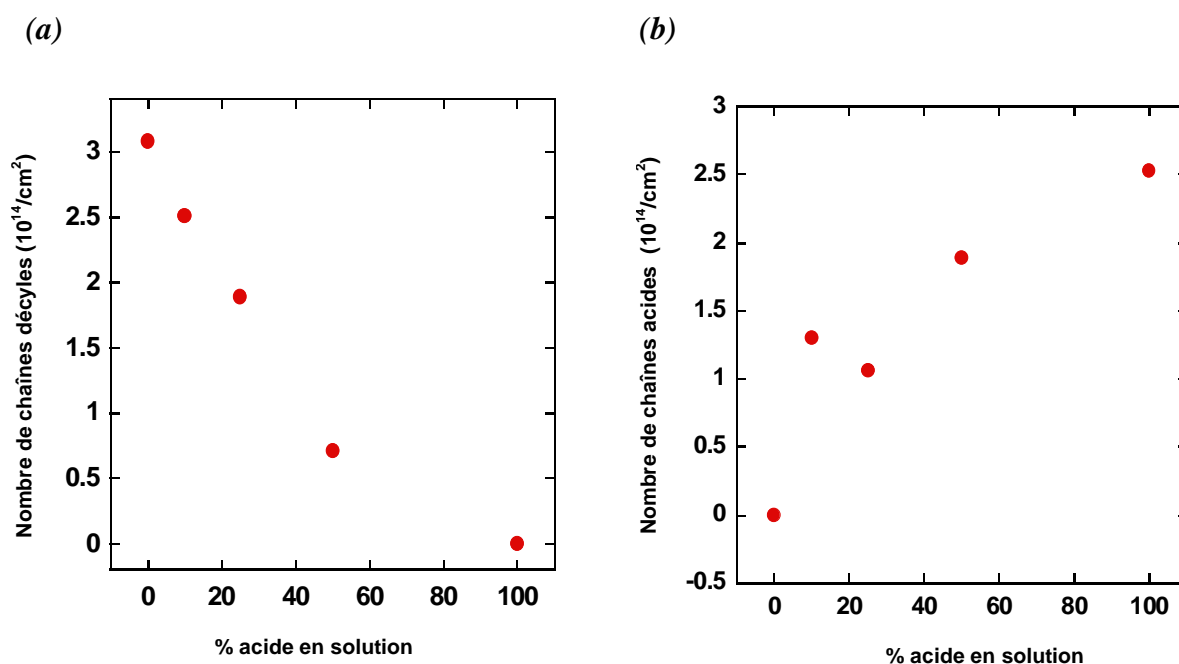 (a)
Nombre de chaînes décyles (10¹⁴/cm²)
3
2.5
2
1.5
1
0.5
0
0 20 40 60 80 100
% acide en solution
(b)
Nombre de chaînes acides (10¹⁴/cm²)
3
2.5
2
1.5
1
0.5
0
-0.5
0 20 40 60 80 100
% acide en solution